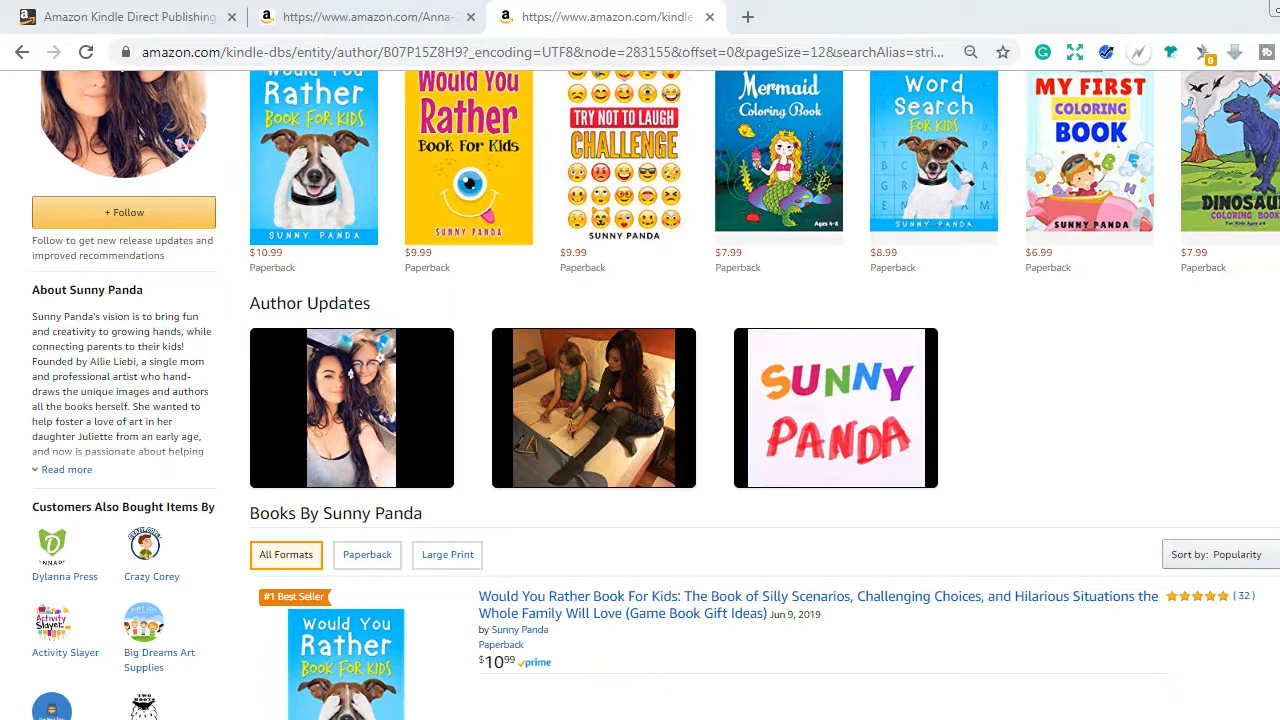 Amazon Kindle Direct Publishing
https://www.amazon.com/Anna-
https://www.amazon.com/kindle
amazon.com/kindle-dbs/entity/author/B07P15Z8H9?_encoding=UTF8&node=283155&offset=0&pageSize=12&searchAlias=stri...
0
Would You
Rather
BOOK FOR KIDS
SUNNY PANDA
$10.99
Paperback
Would You
Rather
Book For Kids
SUNNY PANDA
$9.99
Paperback
TRY NOT TO LAUGH
CHALLENGE
SUNNY PANDA
$9.99
Paperback
Mermaid
Coloring Book
Ages 4-8
$7.99
Paperback
Word
Search
FOR KIDS
SUNNY PANDA
$8.99
Paperback
MY FIRST
COLORING
BOOK
SUNNY PANDA
$6.99
Paperback
DINOSAU
COLORING BOOK
For Kids Ages 4-8
$7.99
Paperback
+ Follow
Follow to get new release updates and
improved recommendations
About Sunny Panda
Sunny Panda's vision is to bring fun
and creativity to growing hands, while
connecting parents to their kids!
Founded by Allie Liebi, a single mom
and professional artist who hand-
draws the unique images and authors
all the books herself. She wanted to
help foster a love of art in her
daughter Juliette from an early age,
and now is passionate about helping
Read more
Customers Also Bought Items By
Dylanna Press
Crazy Corey
Activity
Slayer
Activity Slayer
Big Dreams Art
Supplies
TWO
HOOTS
Author Updates
SUNNY
PANDA
Books By Sunny Panda
All Formats
Paperback
Large Print
Sort by: Popularity
#1 Best Seller
Would You
Rather
BOOK FOR KIDS
Would You Rather Book For Kids: The Book of Silly Scenarios, Challenging Choices, and Hilarious Situations the
Whole Family Will Love (Game Book Gift Ideas) Jun 9, 2019
(32)
by Sunny Panda
Paperback
$10.99 prime